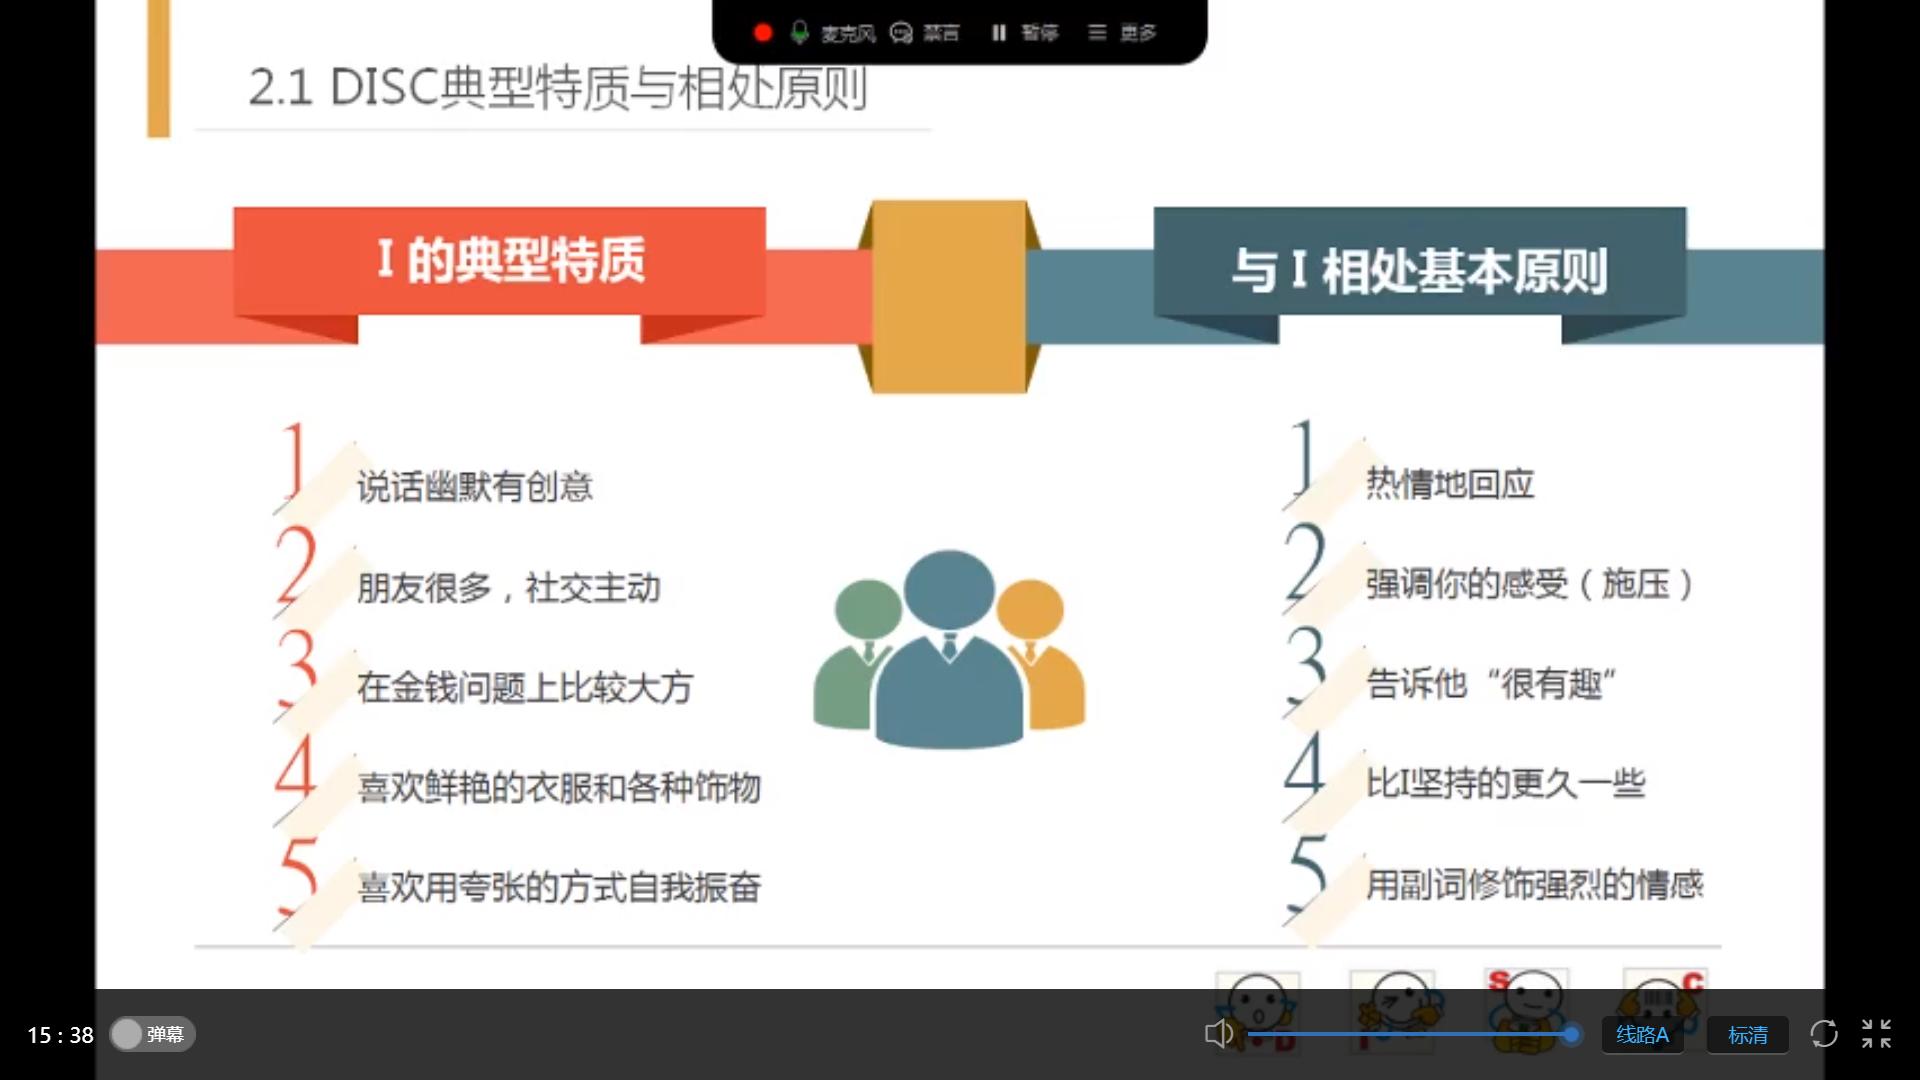 麦克风 禁言 暂停 更多
2.1 DISC典型特质与相处原则
I 的典型特质
1 说话幽默有创意
2 朋友很多，社交主动
3 在金钱问题上比较大方
4 喜欢鲜艳的衣服和各种饰物
5 喜欢用夸张的方式自我振奋
与 I 相处基本原则
1 热情地回应
2 强调你的感受（施压）
3 告诉他“很有趣”
4 比I坚持的更久一些
5 用副词修饰强烈的情感
D I S C
15 : 38 弹幕 线路A 标清